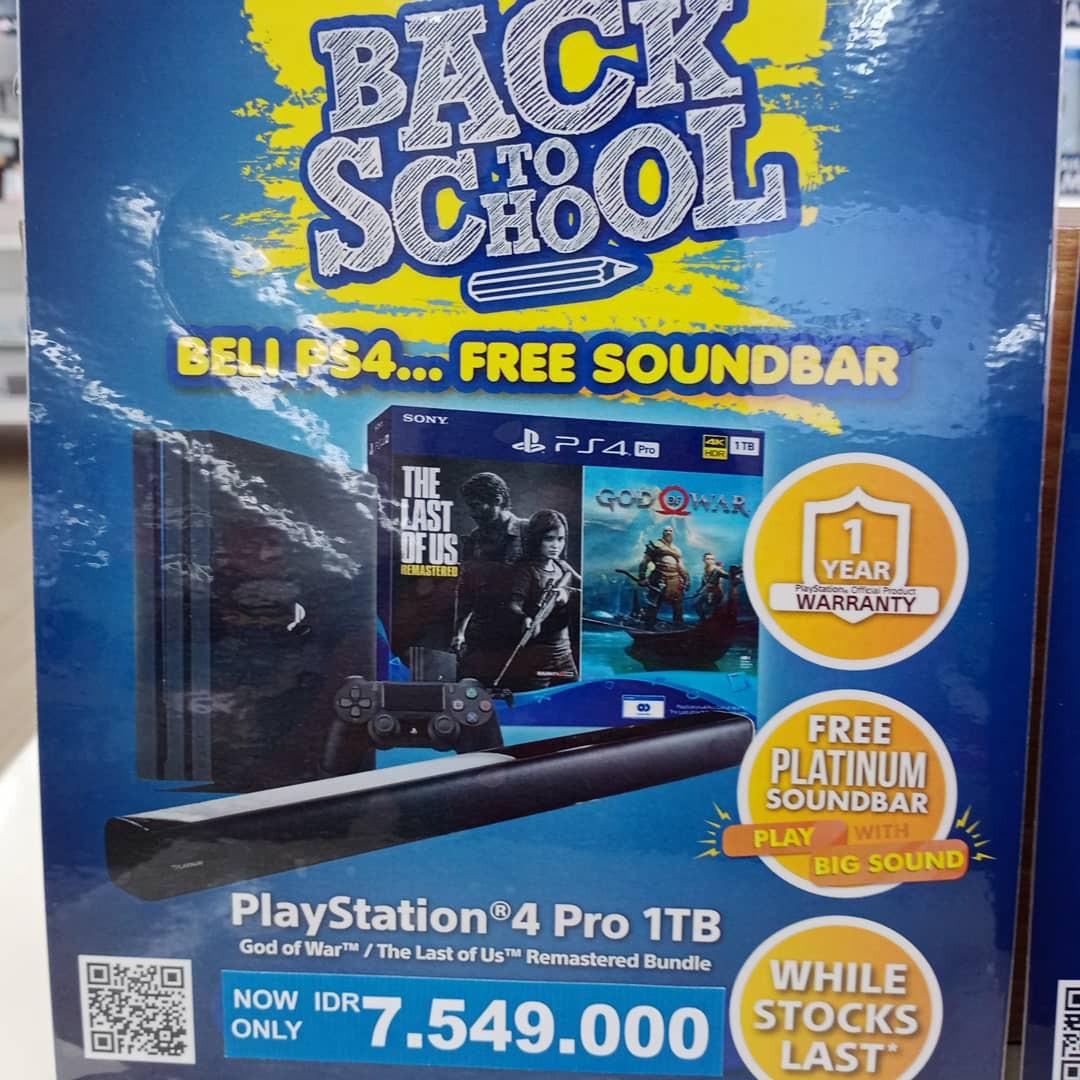 BACK
TO
SCHOOL
BELI PS4... FREE SOUNDBAR
SONY
PS4 Pro
4K
HDR
1TB
THE
LAST
OF US
REMASTERED
GOD OF WAR
1
YEAR
PlayStation® Official Product
WARRANTY
FREE
PLATINUM
SOUNDBAR
PLAY WITH
BIG SOUND
PLATINUM
PlayStation®4 Pro 1TB
God of War™ / The Last of Us™ Remastered Bundle
NOW
ONLY
IDR 7.549.000
WHILE
STOCKS
LAST*